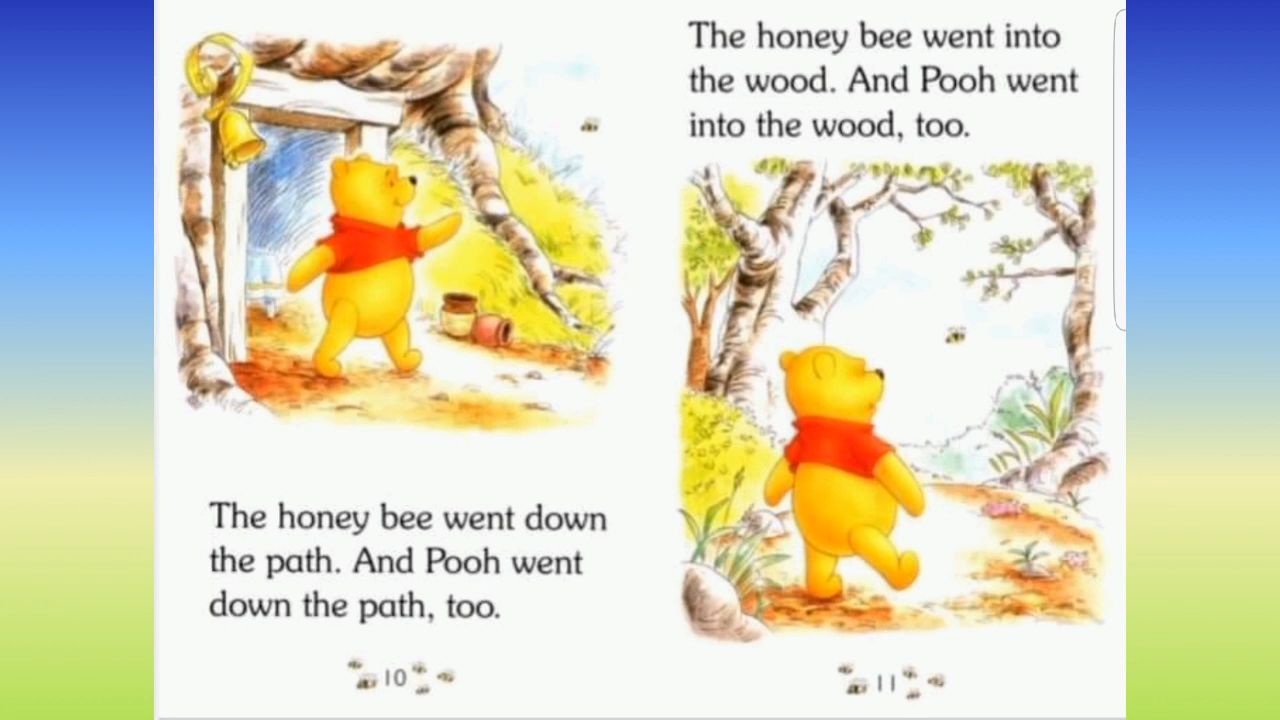 The honey bee went down
the path. And Pooh went
down the path, too.
10
The honey bee went into
the wood. And Pooh went
into the wood, too.
11